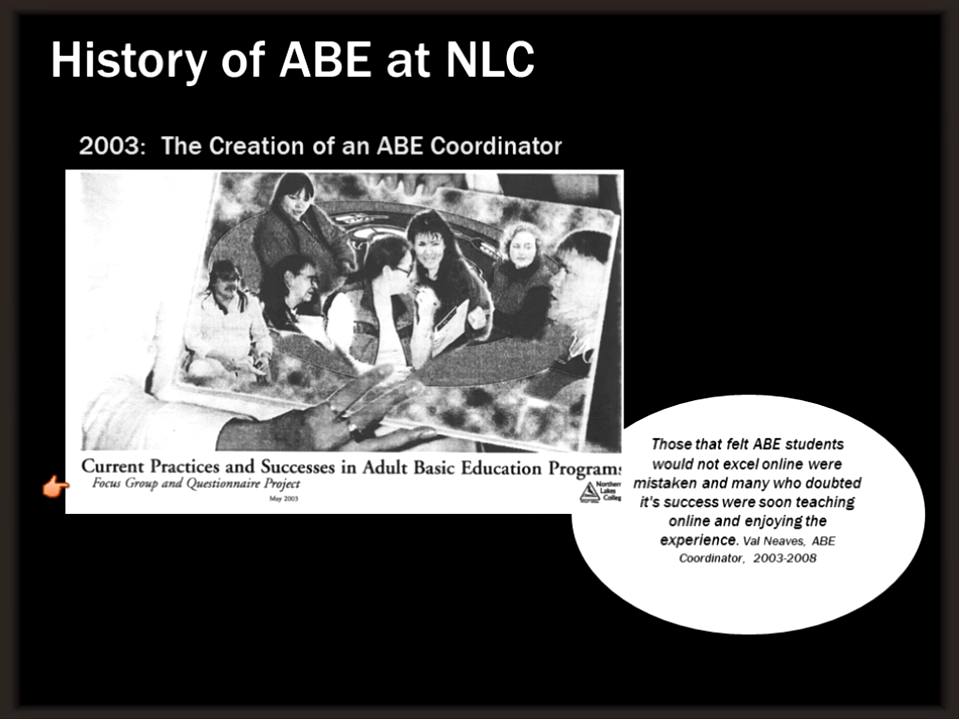 History of ABE at NLC
2003: The Creation of an ABE Coordinator
Current Practices and Successes in Adult Basic Education Programs
Focus Group and Questionnaire Project
May 2003
Northern
Lakes
College
Those that felt ABE students
would not excel online were
mistaken and many who doubted
it's success were soon teaching
online and enjoying the
experience. Val Neaves, ABE
Coordinator, 2003-2008